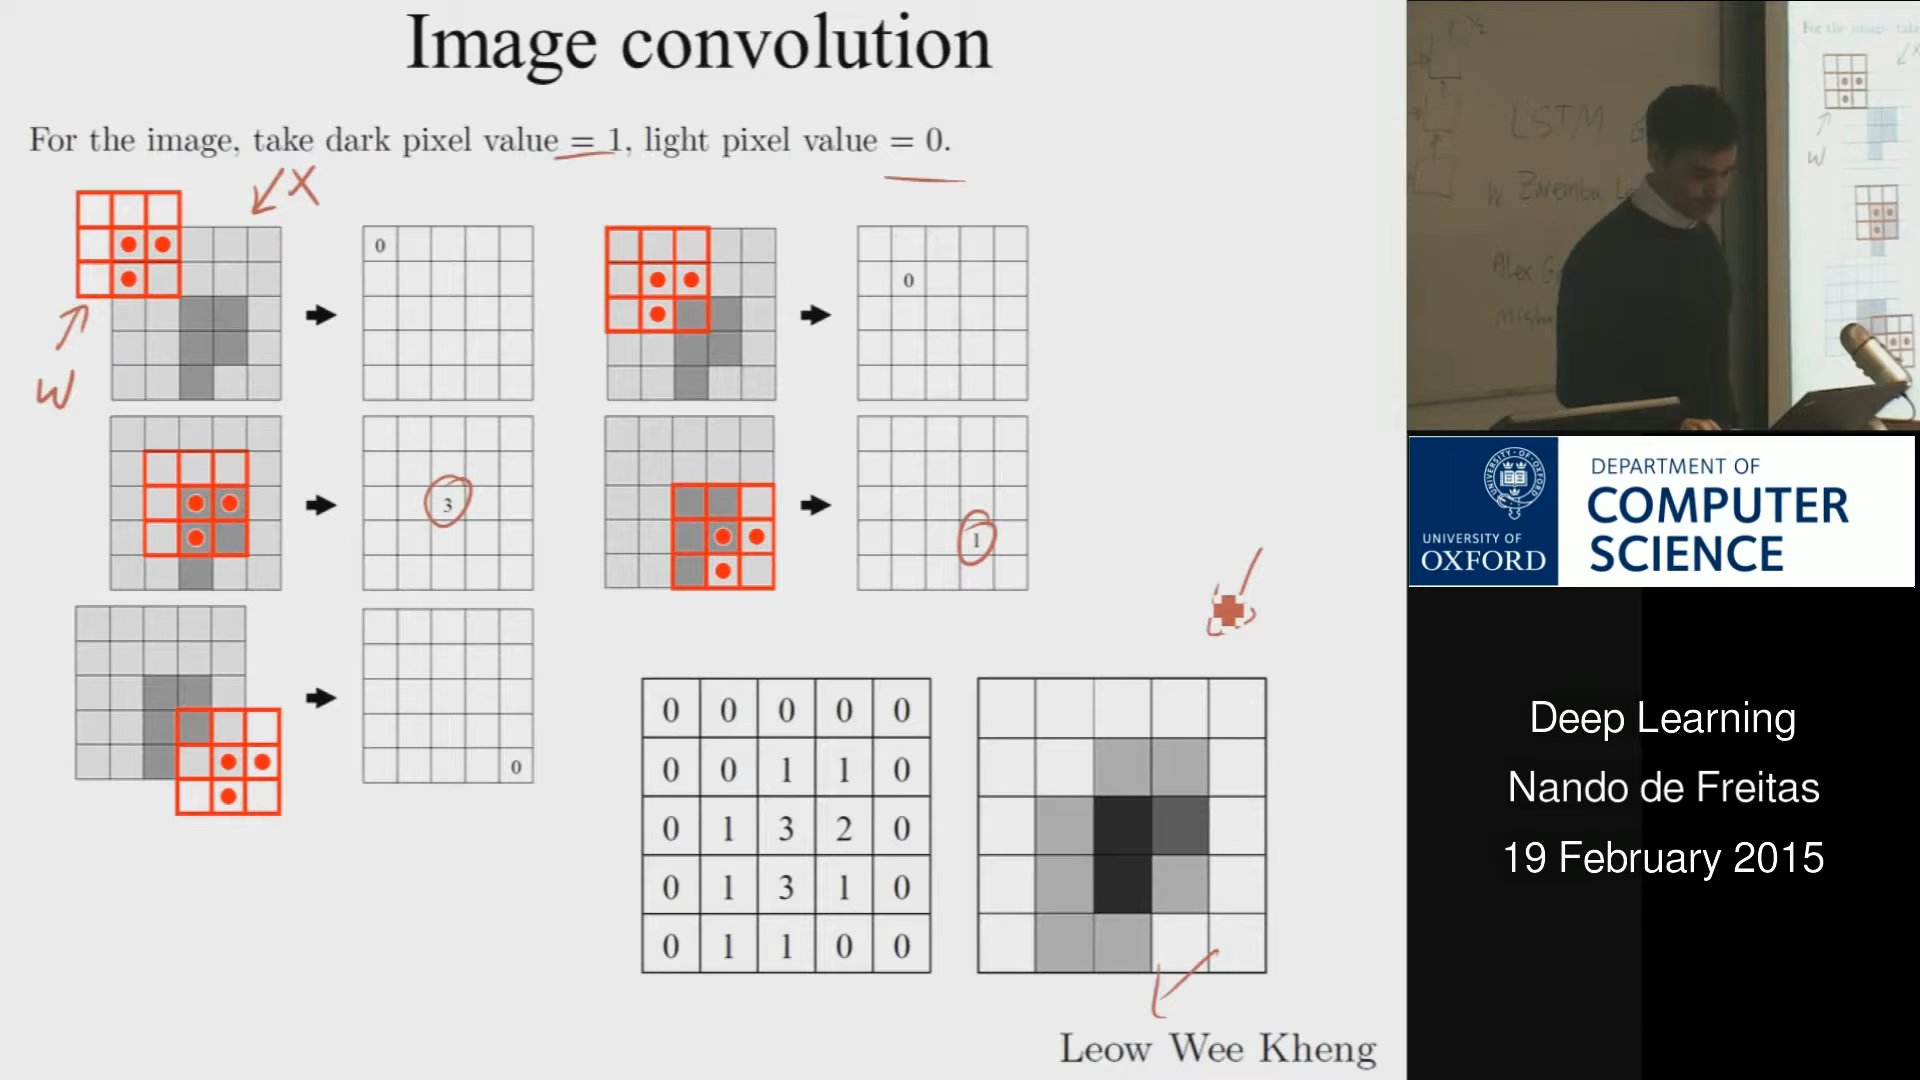 Image convolution
For the image, take dark pixel value = 1, light pixel value = 0.
X
W
0
0
3
1
0
0 0 0 0 0
0 0 1 1 0
0 1 3 2 0
0 1 3 1 0
0 1 1 0 0
Leow Wee Kheng
LSTM
W. Zaremba
Alex
W
UNIVERSITY OF
OXFORD
DEPARTMENT OF
COMPUTER
SCIENCE
Deep Learning
Nando de Freitas
19 February 2015